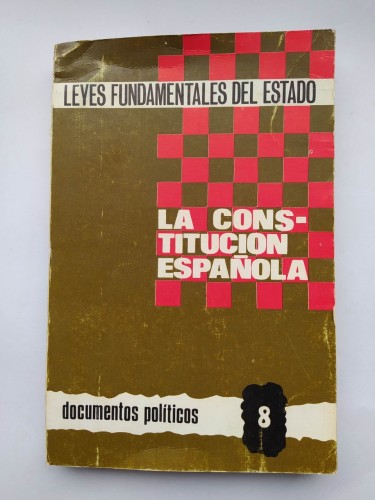 LEYES FUNDAMENTALES DEL ESTADO
LA CONS-
TITUCION
ESPAÑOLA
documentos políticos 8